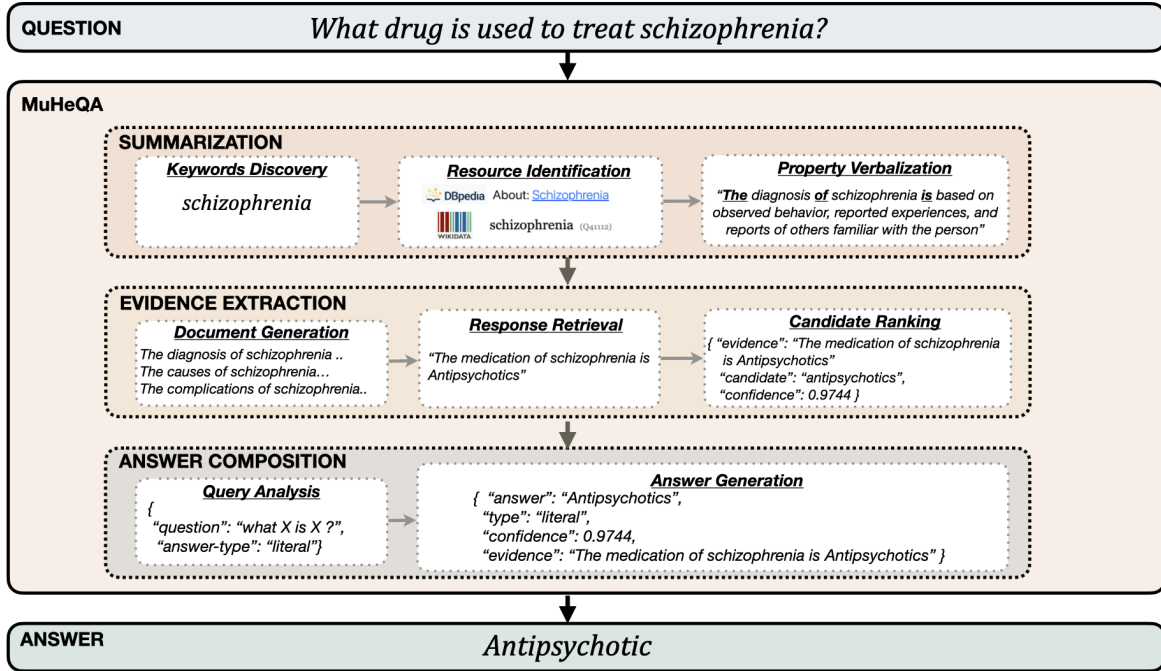 QUESTION
What drug is used to treat schizophrenia?
MuHeQA
SUMMARIZATION
Keywords Discovery
schizophrenia
Resource Identification
DBpedia About: Schizophrenia
WIKIDATA schizophrenia (Q41112)
Property Verbalization
“The diagnosis of schizophrenia is based on
observed behavior, reported experiences, and
reports of others familiar with the person”
EVIDENCE EXTRACTION
Document Generation
The diagnosis of schizophrenia ..
The causes of schizophrenia…
The complications of schizophrenia..
Response Retrieval
“The medication of schizophrenia is
Antipsychotics”
Candidate Ranking
{ “evidence”: “The medication of schizophrenia
is Antipsychotics”
“candidate”: “antipsychotics”,
“confidence”: 0.9744 }
ANSWER COMPOSITION
Query Analysis
{
“question”: “what X is X ?”,
“answer-type”: “literal”}
Answer Generation
{ “answer”: “Antipsychotics”,
“type”: “literal”,
“confidence”: 0.9744,
“evidence”: “The medication of schizophrenia is Antipsychotics” }
ANSWER
Antipsychotic